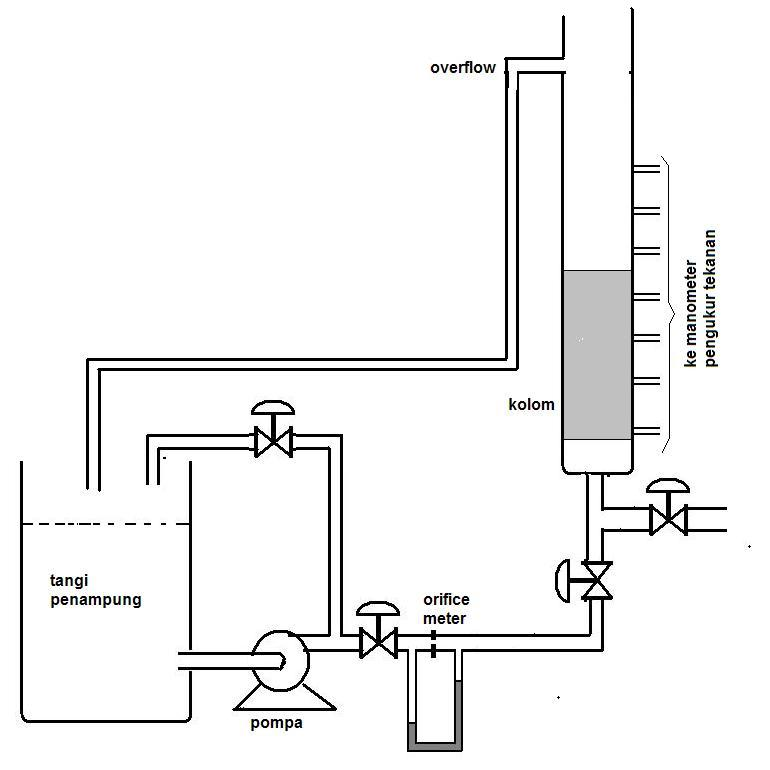 overflow
ke manometer
pengukur tekanan
kolom
tangi
penampung
orifice
meter
pompa